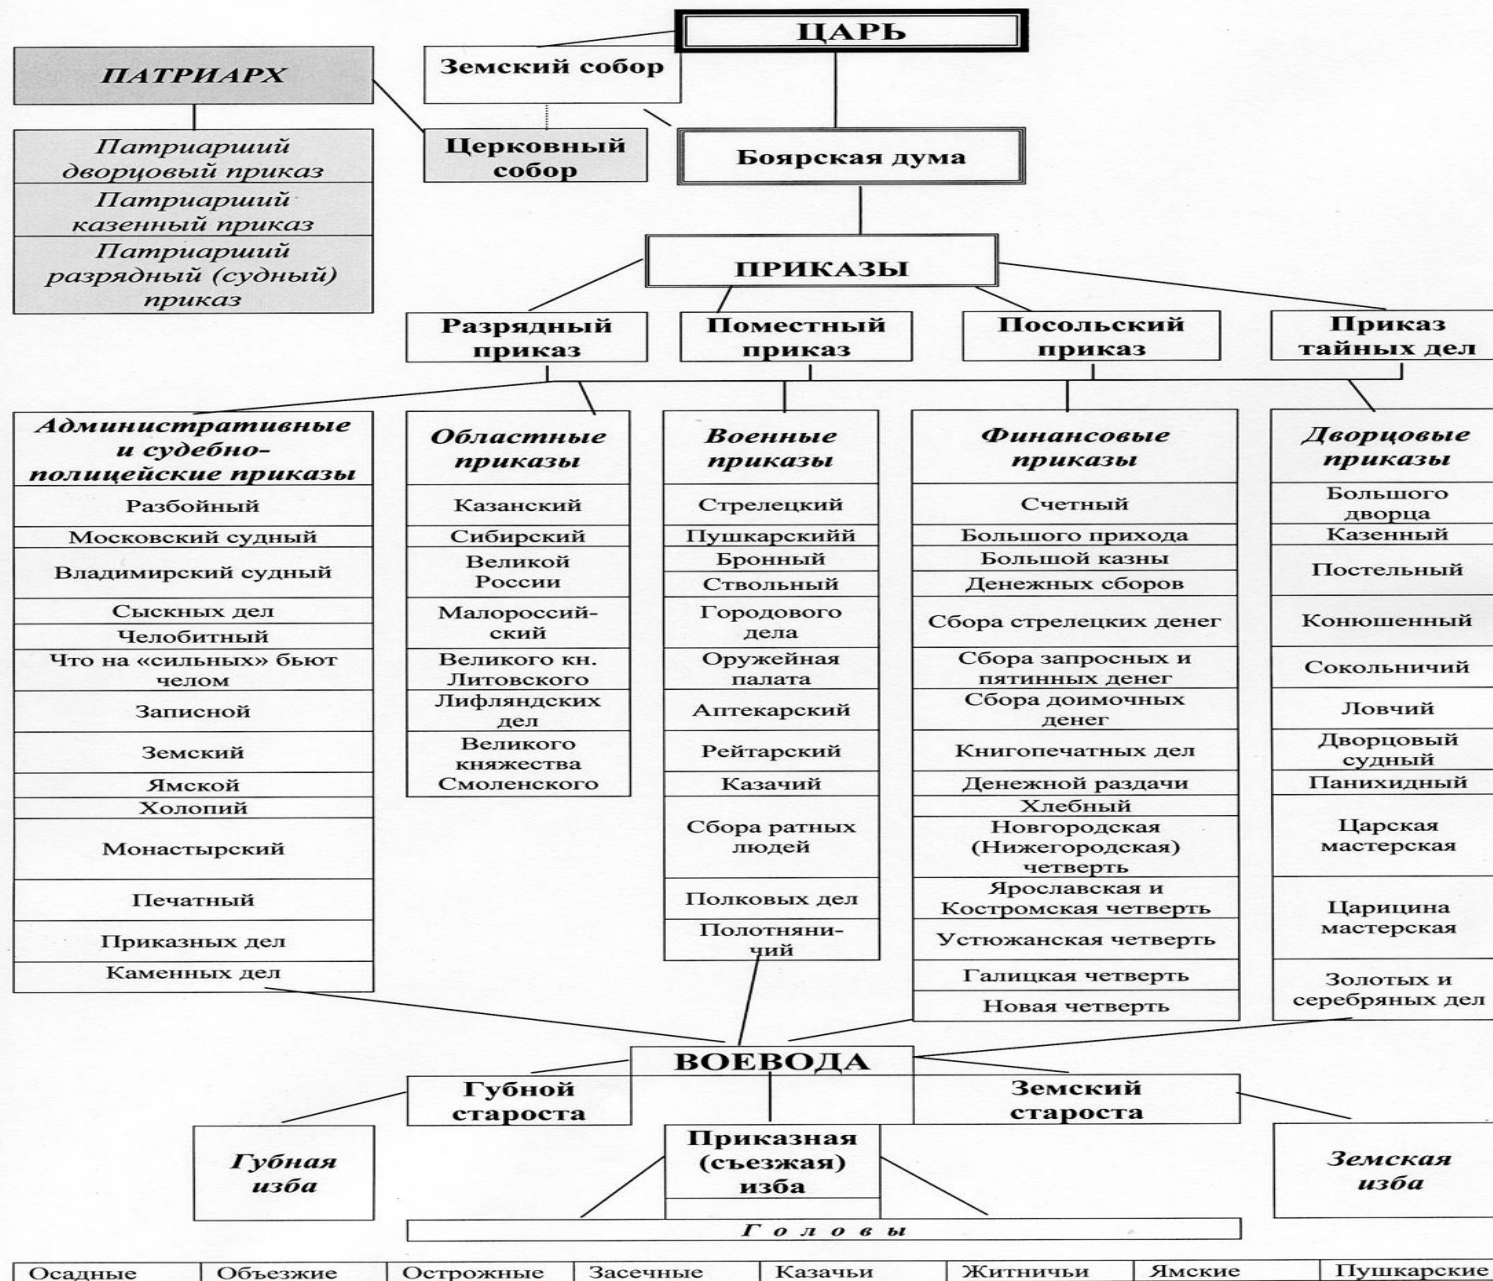 ЦАРЬ
Земский собор
ПАТРИАРХ
Патриарший
дворцовый приказ
Патриарший
казенный приказ
Патриарший
разрядный (судный)
приказ
Церковный
собор
Боярская дума
ПРИКАЗЫ
Разрядный
приказ
Поместный
приказ
Посольский
приказ
Приказ
тайных дел
Административные
и судебно-
полицейские приказы
Разбойный
Московский судный
Владимирский судный
Сыскных дел
Челобитный
Что на «сильных» бьют
челом
Записной
Земский
Ямской
Холопий
Монастырский
Печатный
Приказных дел
Каменных дел
Областные
приказы
Казанский
Сибирский
Великой
России
Малороссий-
ский
Великого кн.
Литовского
Лифляндских
дел
Великого
княжества
Смоленского
Военные
приказы
Стрелецкий
Пушкарскийй
Бронный
Ствольный
Городового
дела
Оружейная
палата
Аптекарский
Рейтарский
Казачий
Сбора ратных
людей
Полковых дел
Полотняни-
чий
Финансовые
приказы
Счетный
Большого прихода
Большой казны
Денежных сборов
Сбора стрелецких денег
Сбора запросных и
пятинных денег
Сбора доимочных
денег
Книгопечатных дел
Денежной раздачи
Хлебный
Новгородская
(Нижегородская)
четверть
Ярославская и
Костромская четверть
Устюжанская четверть
Галицкая четверть
Новая четверть
Дворцовые
приказы
Большого
дворца
Казенный
Постельный
Конюшенный
Сокольничий
Ловчий
Дворцовый
судный
Панихидный
Царская
мастерская
Царицина
мастерская
Золотых и
серебряных дел
ВОЕВОДА
Губной
староста
Земский
староста
Губная
изба
Приказная
(съезжая)
изба
Земская
изба
Головы
Осадные
Объезжие
Острожные
Засечные
Казачьи
Житничьи
Ямские
Пушкарские